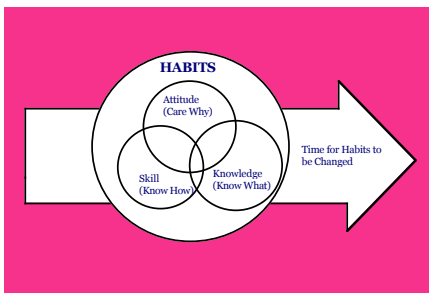 HABITS
Attitude
(Care Why)
Skill
(Know How)
Knowledge
(Know What)
Time for Habits to
be Changed